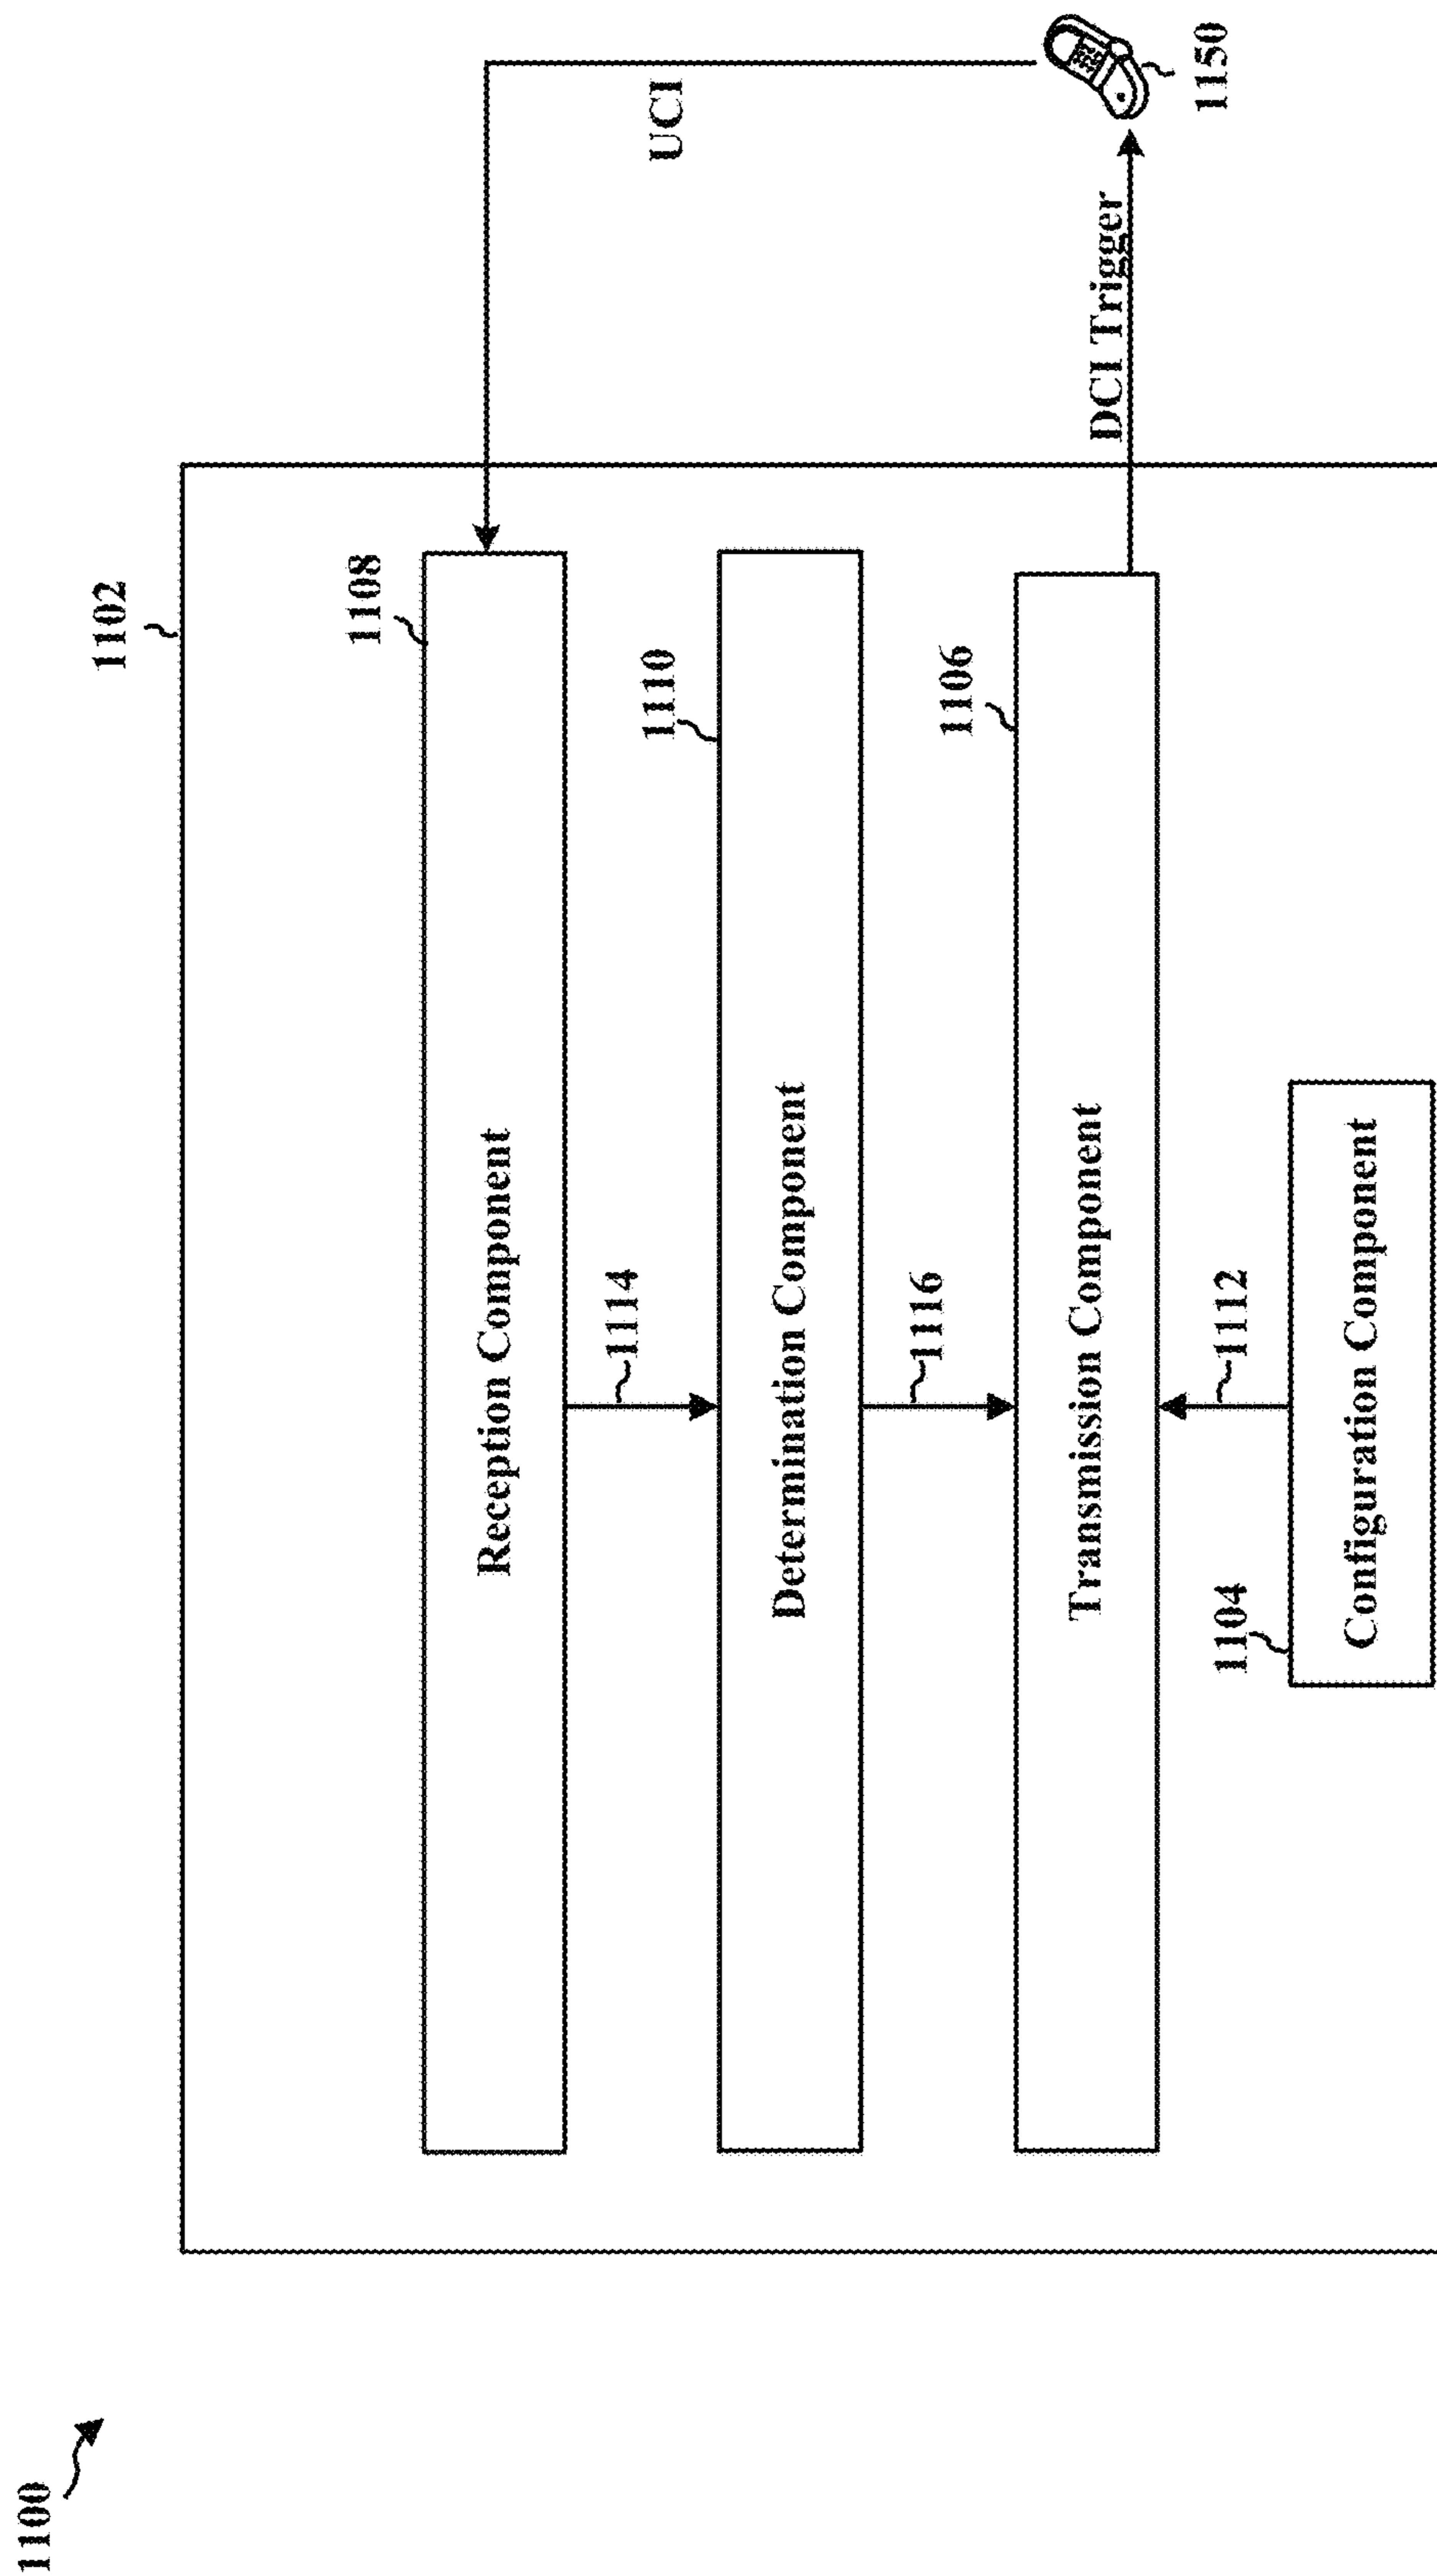 1100
1102
1108
Reception Component
UCI
1114
1110
Determination Component
1116
1106
Transmission Component
DCI Trigger
1150
1112
1104
Configuration Component